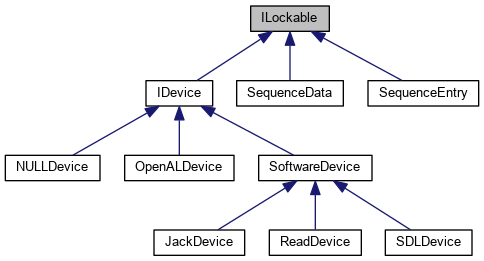 ILockable
IDevice
SequenceData
SequenceEntry
NULLDevice
OpenALDevice
SoftwareDevice
JackDevice
ReadDevice
SDLDevice